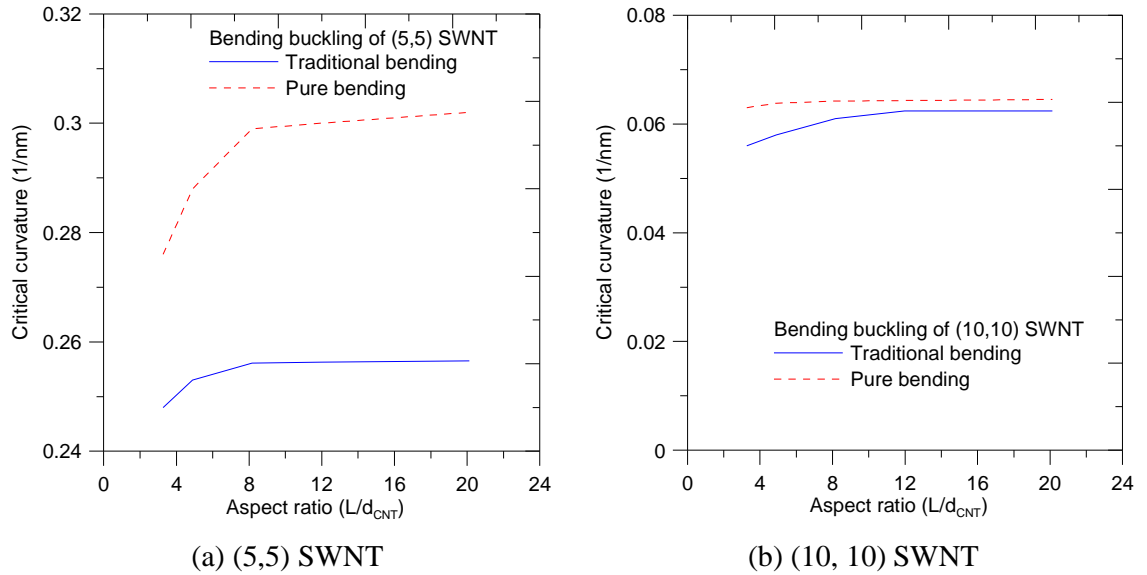 0.32
0.3
0.28
0.26
0.24
Critical curvature (1/nm)
Bending buckling of (5,5) SWNT
Traditional bending
Pure bending
0 4 8 12 16 20 24
Aspect ratio (L/dCNT)
(a) (5,5) SWNT
0.08
0.06
0.04
0.02
0
Critical curvature (1/nm)
Bending buckling of (10,10) SWNT
Traditional bending
Pure bending
0 4 8 12 16 20 24
Aspect ratio (L/dCNT)
(b) (10, 10) SWNT